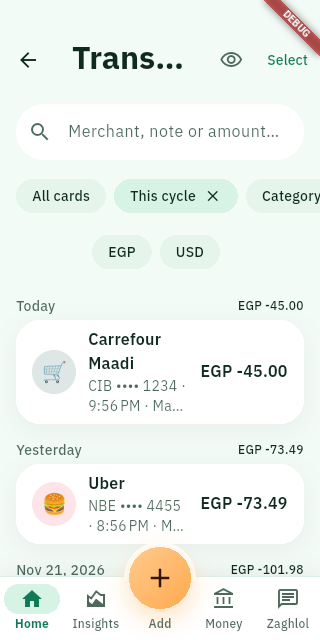 DEBUG
Trans...
Select
Merchant, note or amount...
All cards
This cycle
Category
EGP
USD
Today
EGP -45.00
Carrefour
Maadi
EGP -45.00
CIB •••• 1234 ·
9:56 PM · Ma...
Yesterday
EGP -73.49
Uber
EGP -73.49
NBE •••• 4455
· 8:56 PM · M...
Nov 21, 2026
EGP -101.98
Home
Insights
Add
Money
Zaghlol